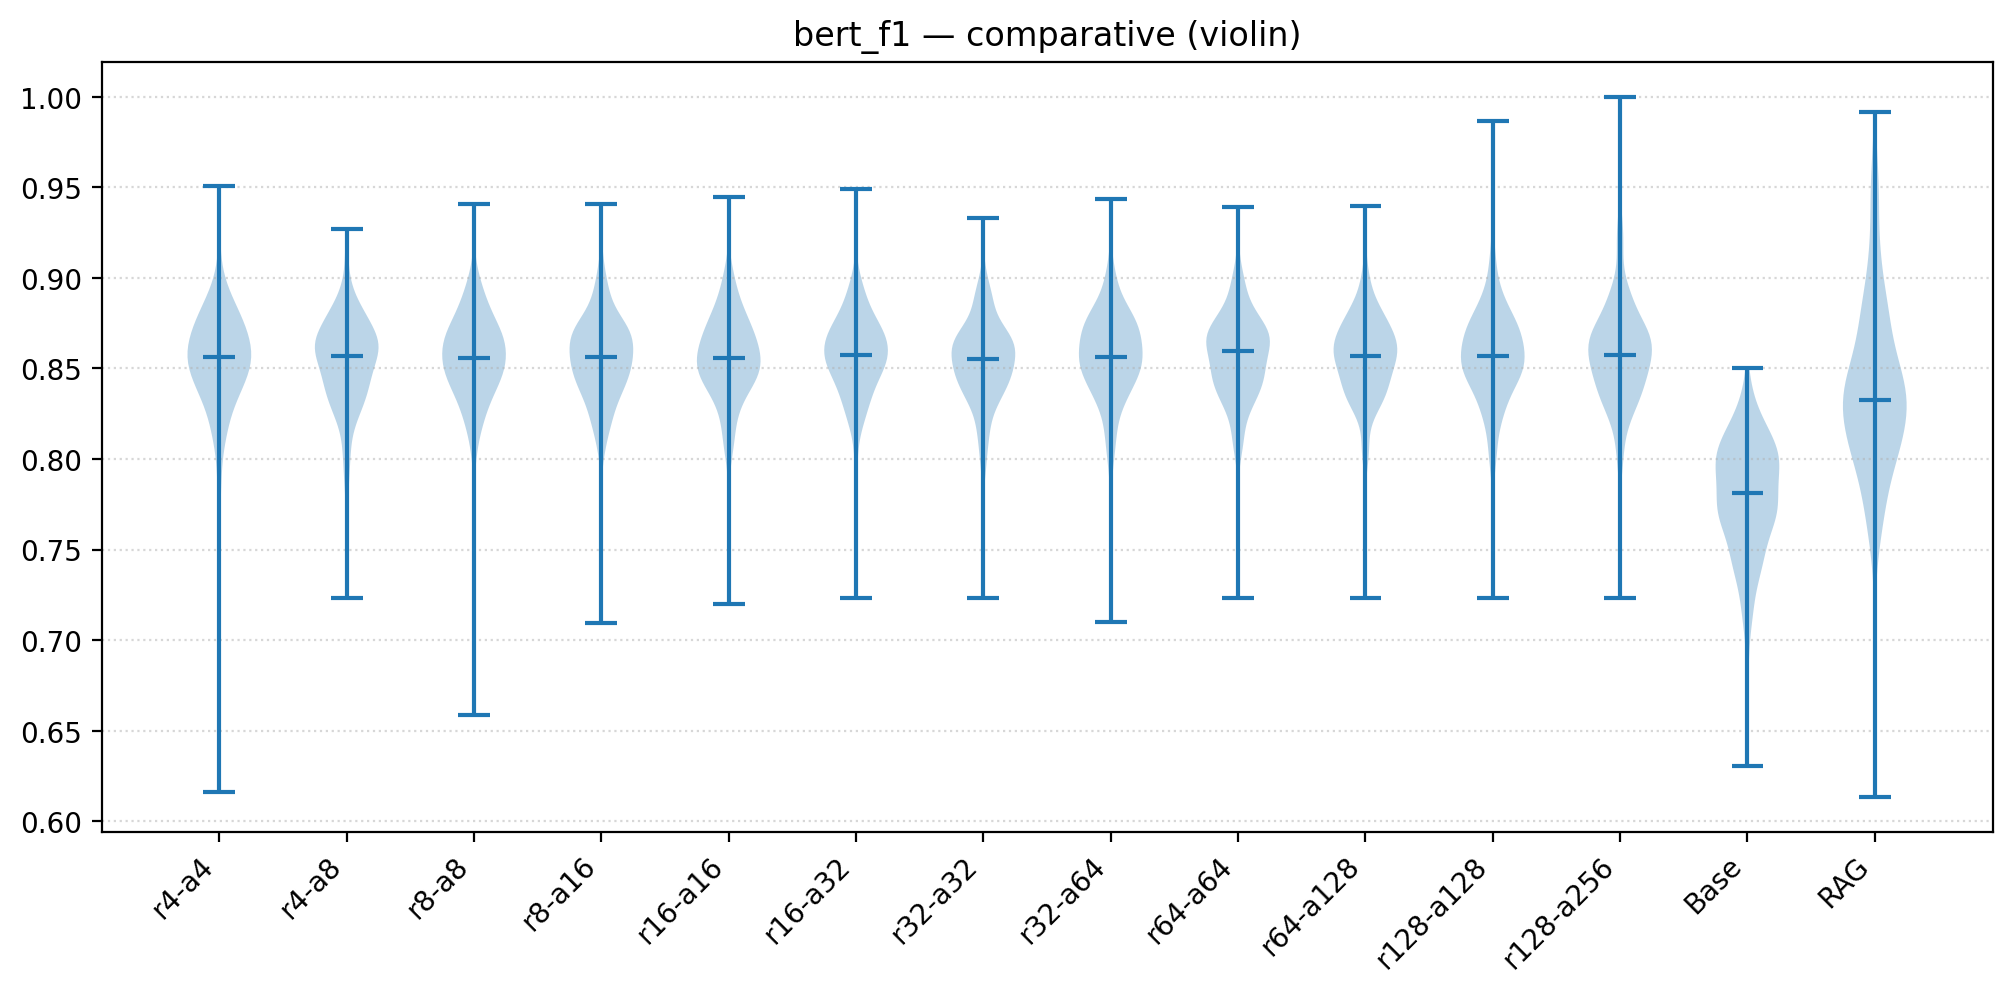 bert_f1 — comparative (violin)
1.00
0.95
0.90
0.85
0.80
0.75
0.70
0.65
0.60
r4-a4
r4-a8
r8-a8
r8-a16
r16-a16
r16-a32
r32-a32
r32-a64
r64-a64
r64-a128
r128-a128
r128-a256
Base
RAG